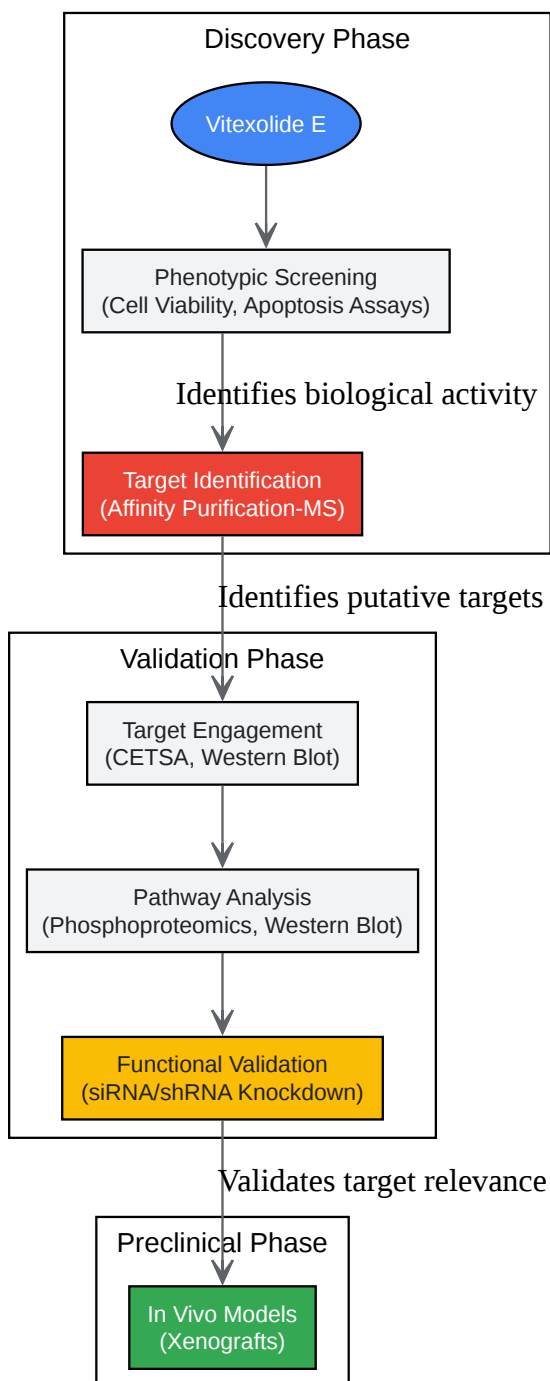 Discovery Phase
Vitexolide E
Phenotypic Screening
(Cell Viability, Apoptosis Assays)
Identifies biological activity
Target Identification
(Affinity Purification-MS)
Identifies putative targets
Validation Phase
Target Engagement
(CETSA, Western Blot)
Pathway Analysis
(Phosphoproteomics, Western Blot)
Functional Validation
(siRNA/shRNA Knockdown)
Validates target relevance
Preclinical Phase
In Vivo Models
(Xenografts)